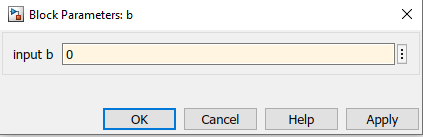 Block Parameters: b
input b 0
OK Cancel Help Apply